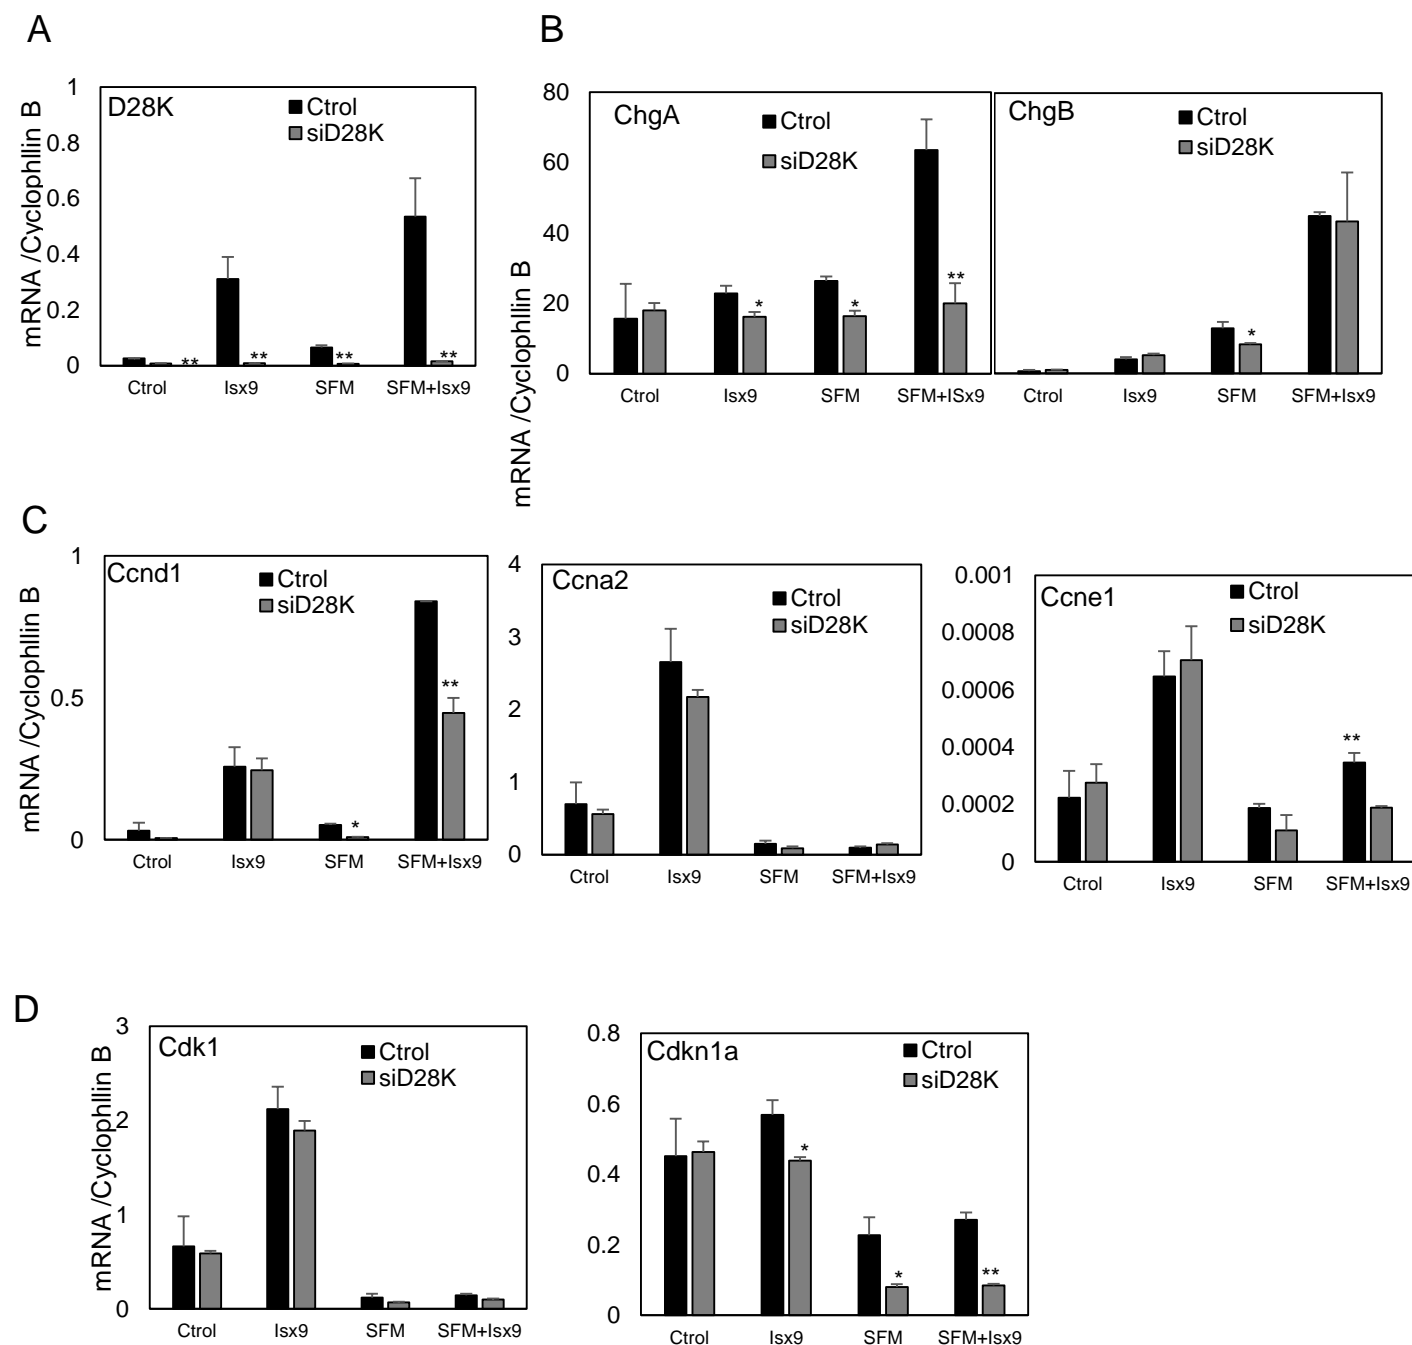 A
B
D28K
Ctrol
siD28K
mRNA /Cyclophllin B
1
0.8
0.6
0.4
0.2
0
**
**
**
**
Ctrol
Isx9
SFM
SFM+Isx9
ChgA
Ctrol
siD28K
mRNA /Cyclophllin B
80
60
40
20
0
*
*
**
Ctrol
Isx9
SFM
SFM+ISx9
ChgB
Ctrol
siD28K
*
Ctrol
Isx9
SFM
SFM+Isx9
C
Ccnd1
Ctrol
siD28K
mRNA /Cyclophllin B
1
0.5
0
*
**
Ctrol
Isx9
SFM
SFM+Isx9
Ccna2
Ctrol
siD28K
4
3
2
1
0
Ctrol
Isx9
SFM
SFM+Isx9
Ccne1
Ctrol
siD28K
0.001
0.0008
0.0006
0.0004
0.0002
0
**
Ctrol
Isx9
SFM
SFM+Isx9
D
Cdk1
Ctrol
siD28K
mRNA /Cyclophllin B
3
2
1
0
Ctrol
Isx9
SFM
SFM+Isx9
Cdkn1a
Ctrol
siD28K
0.8
0.6
0.4
0.2
0
*
*
**
Ctrol
Isx9
SFM
SFM+Isx9